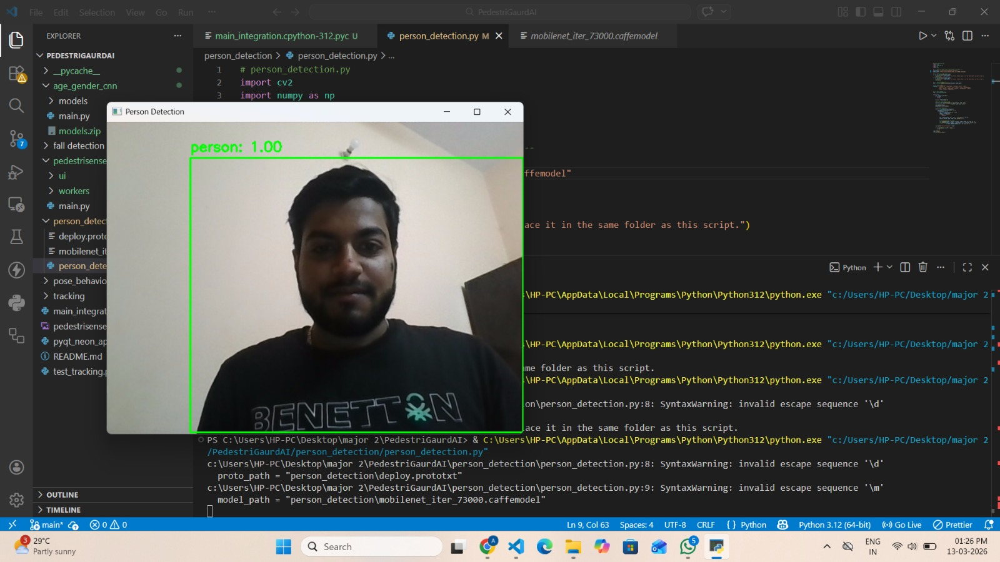 File Edit Selection View Go Run ···
PedestriGaurdAI
EXPLORER ···
PEDESTRIGAURDAI
__pycache__
age_gender_cnn
models
main.py
models.zip
fall detection
pedestrisense
ui
workers
main.py
person_detec
deploy.proto
mobilenet_it
person_dete
pose_behavio
tracking
main_integrat
pedestrisense
pyqt_neon_ap
README.md
test_tracking.p
OUTLINE
TIMELINE
main_integration.cpython-312.pyc U
person_detection.py M
mobilenet_iter_73000.caffemodel
person_detection > person_detection.py > ...
1 # person_detection.py
2 import cv2
3 import numpy as np
--
ffemodel"
ace it in the same folder as this script.")
Person Detection
person: 1.00
BENETTON
Python
s\HP-PC\AppData\Local\Programs\Python\Python312\python.exe "c:/Users/HP-PC/Desktop/major 2
s\HP-PC\AppData\Local\Programs\Python\Python312\python.exe "c:/Users/HP-PC/Desktop/major 2
me folder as this script.
s\HP-PC\AppData\Local\Programs\Python\Python312\python.exe "c:/Users/HP-PC/Desktop/major 2
on\person_detection.py:8: SyntaxWarning: invalid escape sequence '\d'
ace it in the same folder as this script.
PS C:\Users\HP-PC\Desktop\major 2\PedestriGaurdAI> & C:\Users\HP-PC\AppData\Local\Programs\Python\Python312\python.exe "c:/Users/HP-PC/Desktop/major 2
/PedestriGaurdAI/person_detection/person_detection.py"
c:\Users\HP-PC\Desktop\major 2\PedestriGaurdAI\person_detection\person_detection.py:8: SyntaxWarning: invalid escape sequence '\d'
proto_path = "person_detection\deploy.prototxt"
c:\Users\HP-PC\Desktop\major 2\PedestriGaurdAI\person_detection\person_detection.py:9: SyntaxWarning: invalid escape sequence '\m'
model_path = "person_detection\mobilenet_iter_73000.caffemodel"
7
main* 0 0
Ln 9, Col 63 Spaces: 4 UTF-8 CRLF { } Python Python 3.12 (64-bit) Go Live Prettier
3
29°C
Partly sunny
Search
A
5
ENG
IN
01:26 PM
13-03-2026